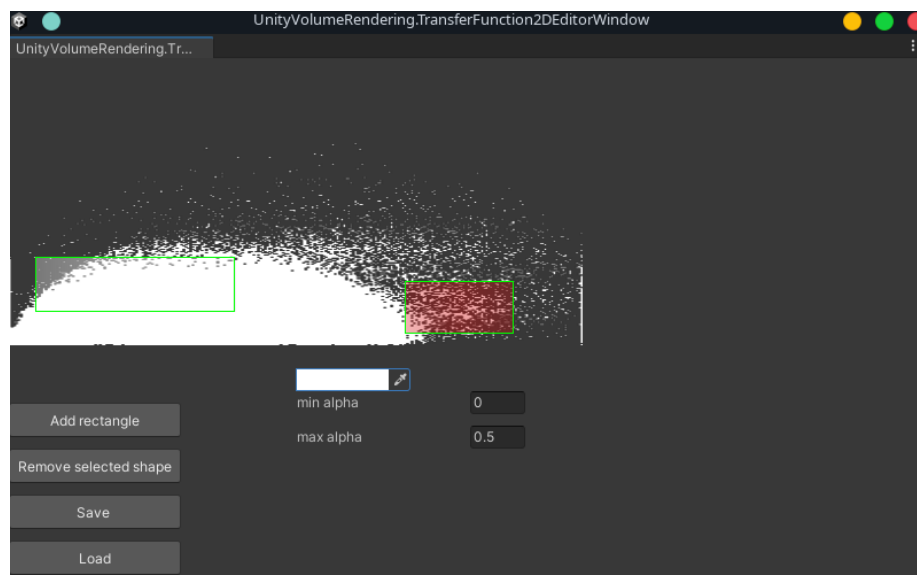 UnityVolumeRendering.TransferFunction2DEditorWindow
UnityVolumeRendering.Tr...
min alpha 0
Add rectangle
max alpha 0.5
Remove selected shape
Save
Load